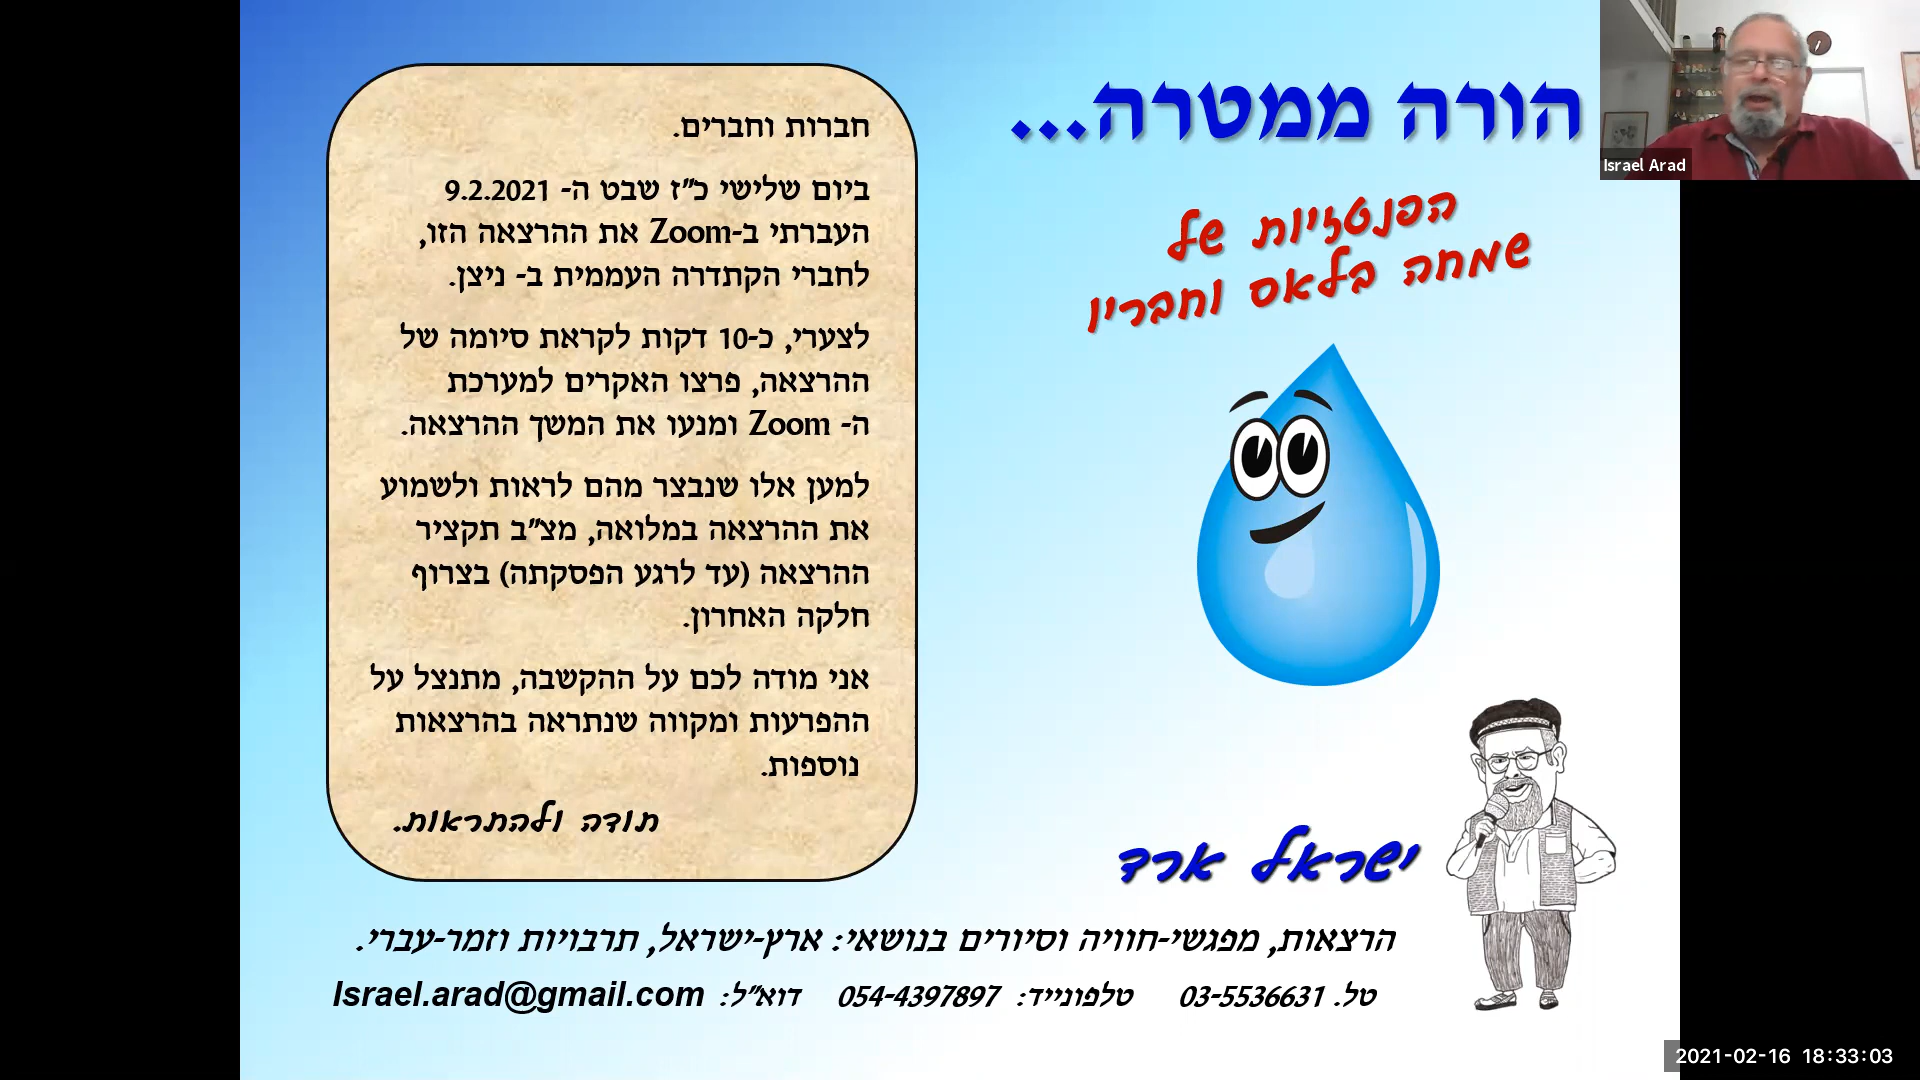 הורה ממטרה...
הפנטזיות של
שמחה בלאס וחבריו
חברות וחברים.
ביום שלישי כ"ז שבט ה- 9.2.2021
העברתי ב-Zoom את ההרצאה הזו,
לחברי הקתדרה העממית ב- ניצן.
לצערי, כ-10 דקות לקראת סיומה של
ההרצאה, פרצו האקרים למערכת
ה- Zoom ומנעו את המשך ההרצאה.
למען אלו שנבצר מהם לראות ולשמוע
את ההרצאה במלואה, מצ"ב תקציר
ההרצאה (עד לרגע הפסקתה) בצרוף
חלקה האחרון.
אני מודה לכם על ההקשבה, מתנצל על
ההפרעות ומקווה שנתראה בהרצאות
נוספות.
תודה ולהתראות.
ישראל ארד
הרצאות, מפגשי-חוויה וסיורים בנושאי: ארץ-ישראל, תרבויות וזמר-עברי.
טל. 03-5536631 טלפונייד: 054-4397897 דוא"ל: Israel.arad@gmail.com
Israel Arad
2021-02-16 18:33:03